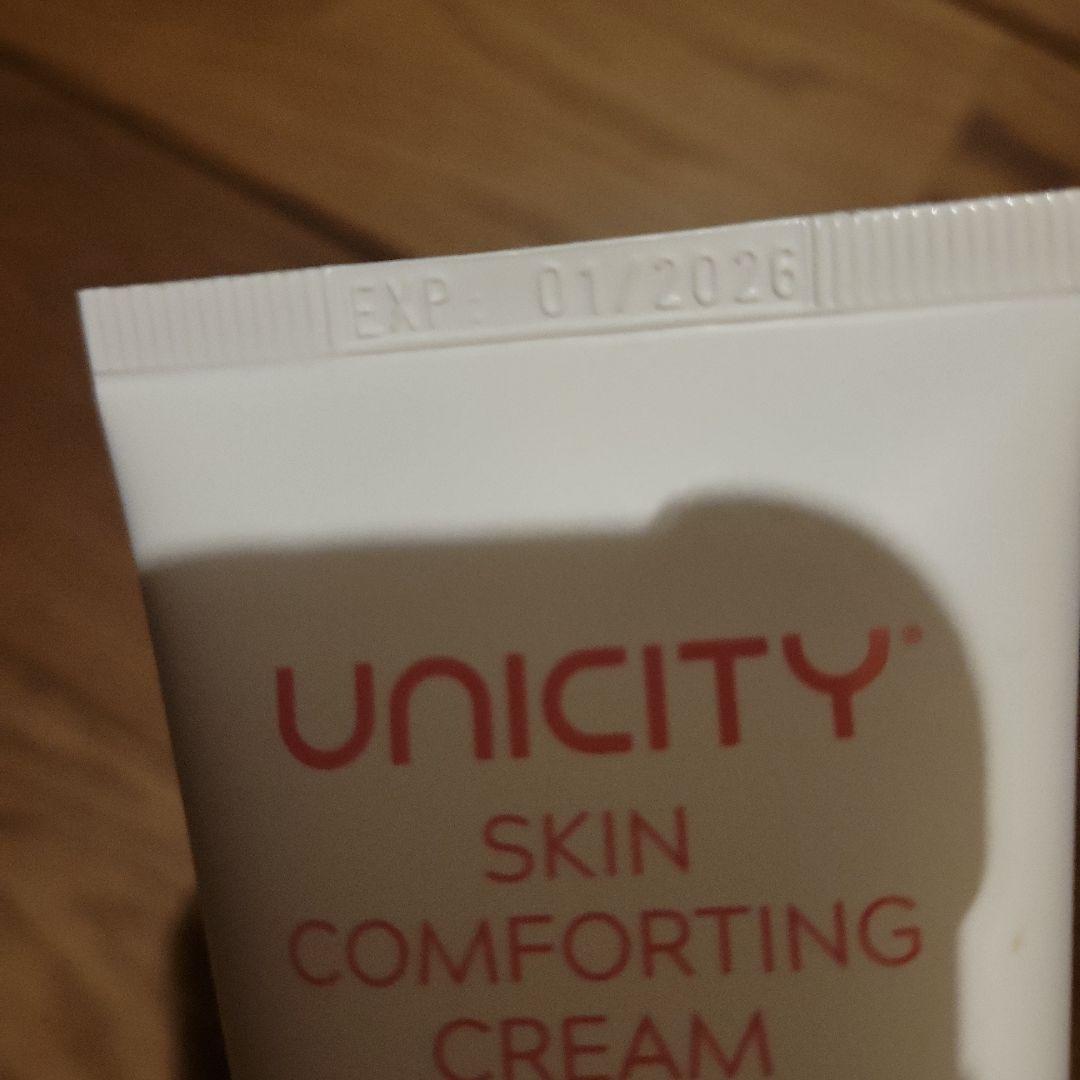 EXP: 01/2026
UNICITY®
SKIN
COMFORTING
CREAM